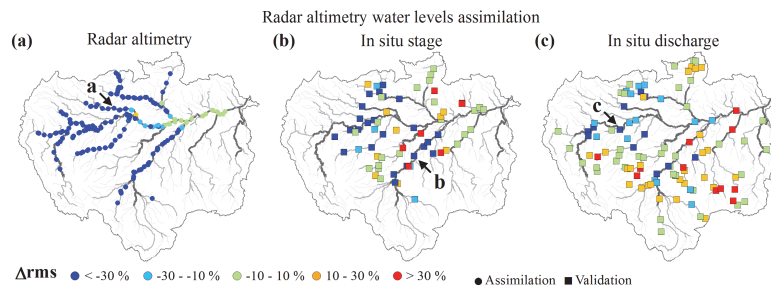 Radar altimetry water levels assimilation
(a) Radar altimetry (b) In situ stage (c) In situ discharge
a
c
b
Δrms < -30 % -30 - -10 % -10 - 10 % 10 - 30% > 30 % Assimilation Validation